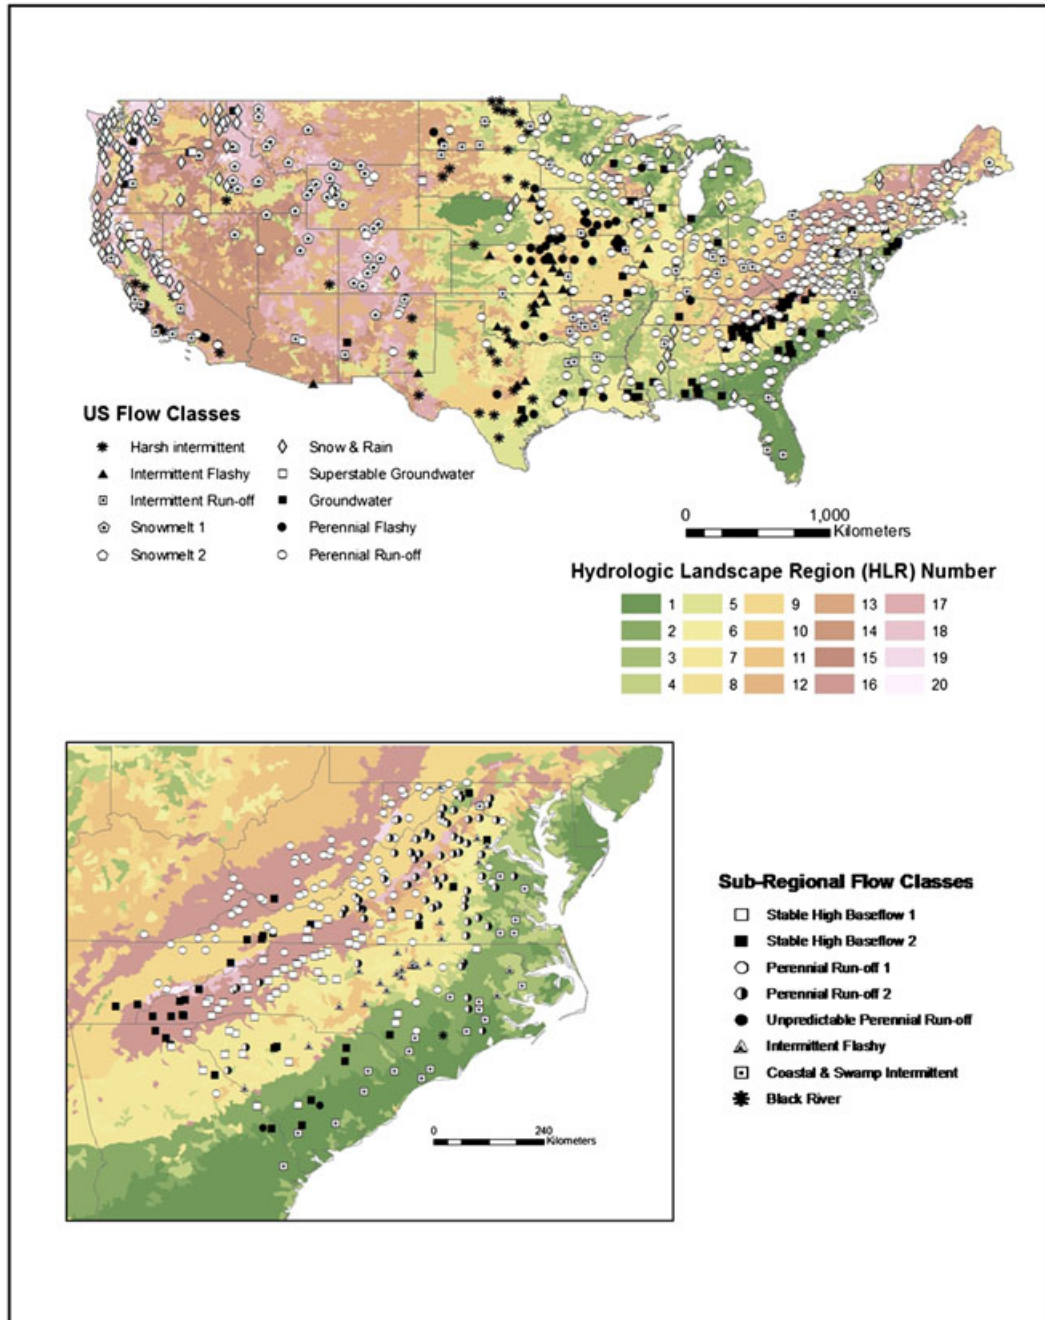 US Flow Classes
Harsh intermittent
Intermittent Flashy
Intermittent Run-off
Snowmelt 1
Snowmelt 2
Snow & Rain
Superstable Groundwater
Groundwater
Perennial Flashy
Perennial Run-off
0 1,000
Kilometers
Hydrologic Landscape Region (HLR) Number
1 5 9 13 17
2 6 10 14 18
3 7 11 15 19
4 8 12 16 20
0 240
Kilometers
Sub-Regional Flow Classes
Stable High Baseflow 1
Stable High Baseflow 2
Perennial Run-off 1
Perennial Run-off 2
Unpredictable Perennial Run-off
Intermittent Flashy
Coastal & Swamp Intermittent
Black River